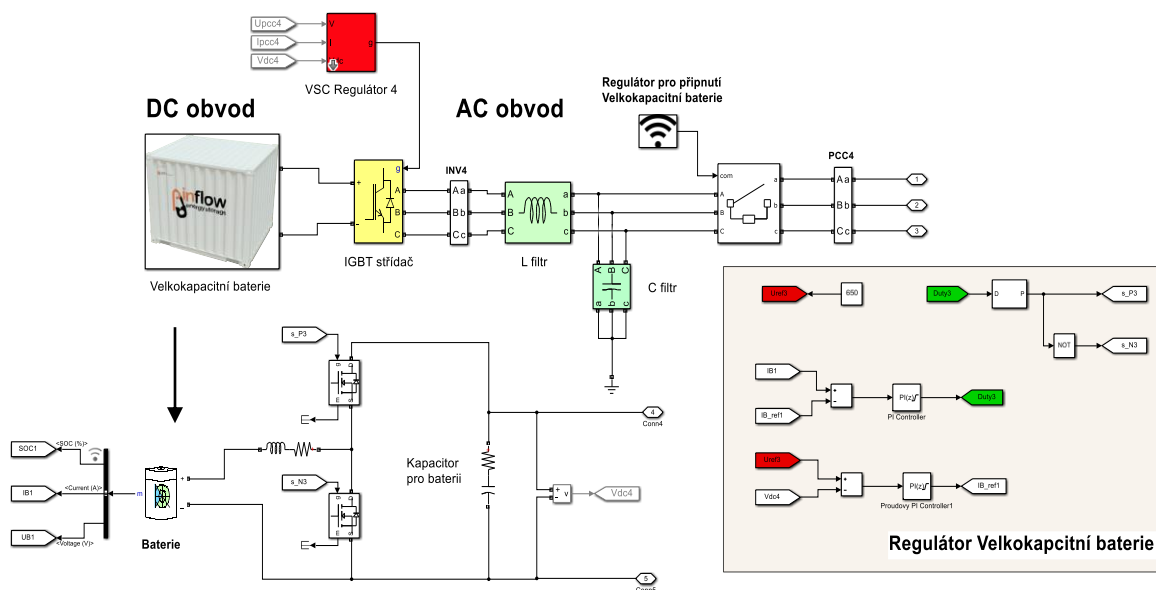 Upcc4
Ipcc4
Vdc4
V
I
g
VSC Regulátor 4
DC obvod
AC obvod
Regulátor pro připnutí
Velkokapacitní baterie
inflow
Velkokapacitní baterie
g
+
-
A
B
C
IGBT střídač
INV4
Aa
Bb
Cc
A
B
C
a
b
c
L filtr
A
B
C
a
b
c
C filtr
com
A
B
C
a
b
c
PCC4
Aa
Bb
Cc
1
2
3
s_P3
g
D
E
s
s_N3
g
D
E
s
SOC1
<SOC (%)>
IB1
<Current (A)>
UB1
<Voltage (V)>
m
+
-
Baterie
Kapacitor
pro baterii
+
-
v
Vdc4
4
Conn4
5
Conn5
Uref3
650
Duty3
D
P
s_P3
NOT
s_N3
IB1
IB_ref1
+
-
PI(z)
PI Controller
Duty3
Uref3
Vdc4
+
-
PI(z)
Proudovy PI Controller1
IB_ref1
Regulátor Velkokapcitní baterie